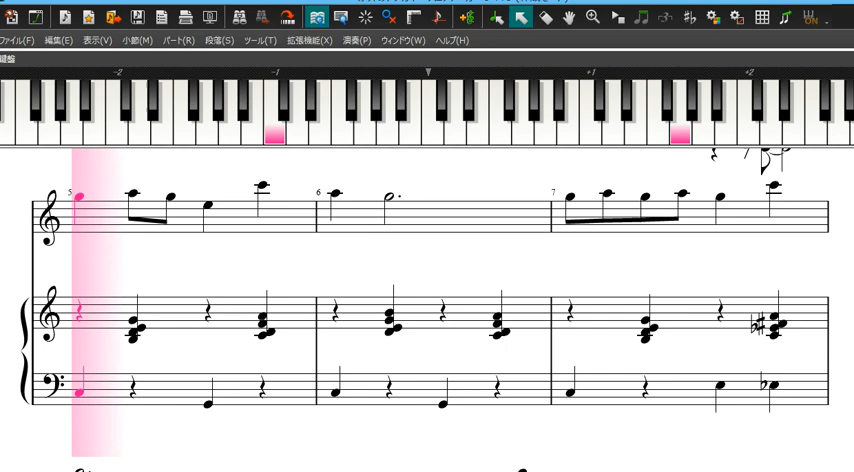 ON
ファイル(F) 編集(E) 表示(V) 小節(M) パート(R) 段落(S) ツール(T) 拡張機能(X) 演奏(P) ウィンドウ(W) ヘルプ(H)
鍵盤
-2 -1 +1 +2
5 6 7